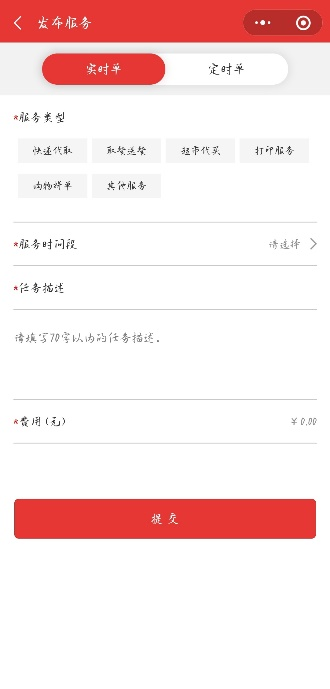 发布服务
实时单 定时单
*服务类型
快递代取 取餐送餐 超市代买 打印服务
购物拼单 其他服务
*服务时间段 请选择
*任务描述
请填写70字以内的任务描述。
*费用(元) ¥ 0.00
提交